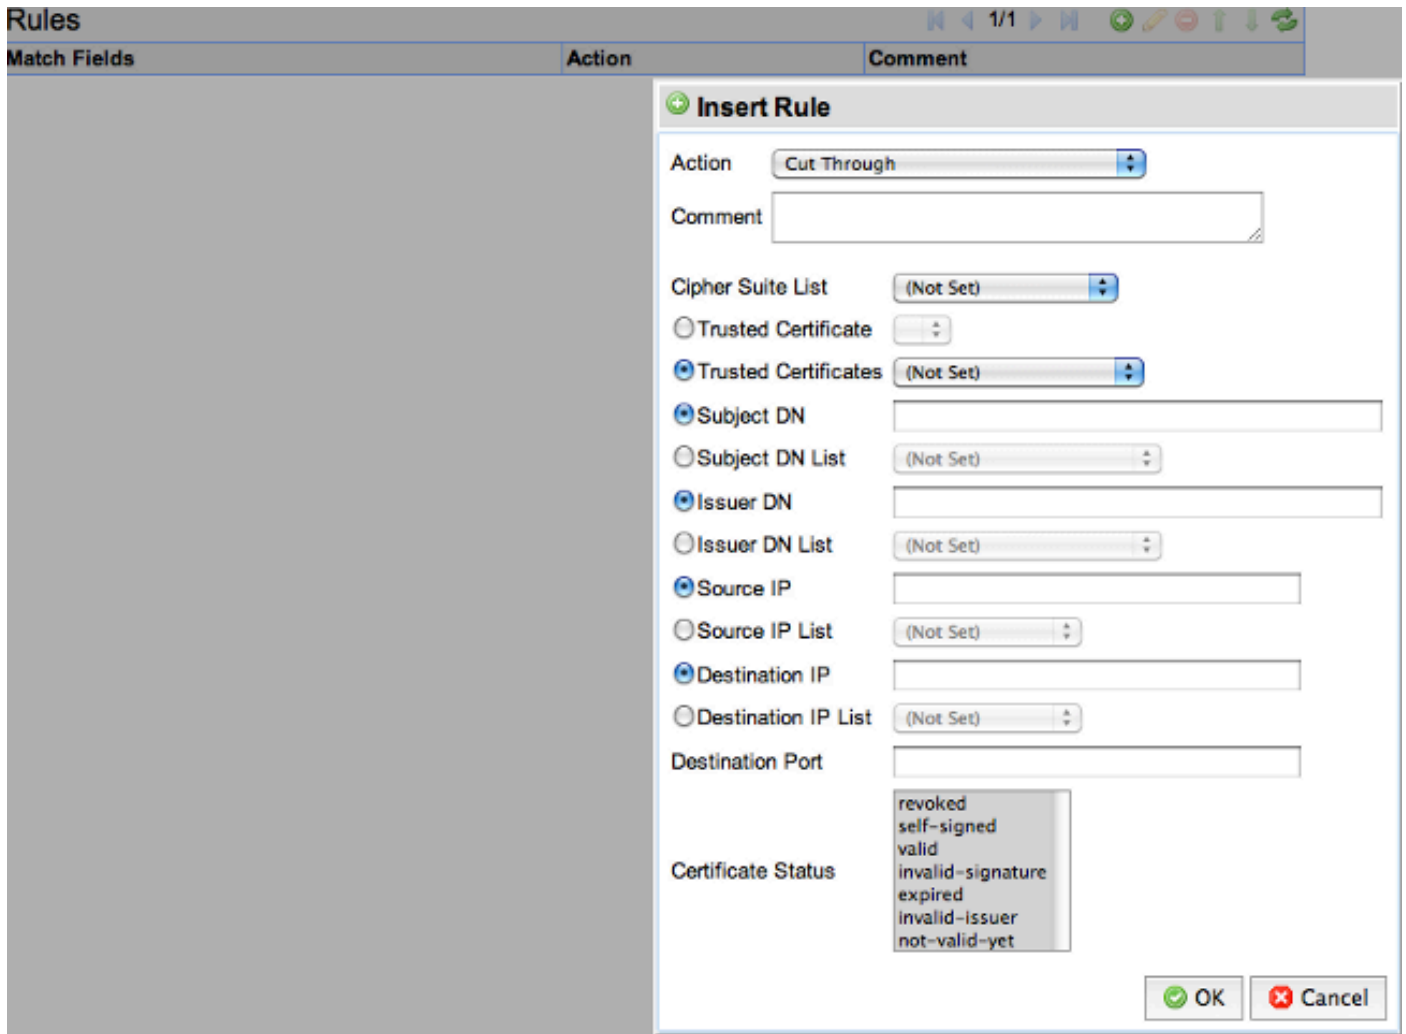 Rules 1/1
Match Fields Action Comment
Insert Rule
Action Cut Through
Comment
Cipher Suite List (Not Set)
Trusted Certificate
Trusted Certificates (Not Set)
Subject DN
Subject DN List (Not Set)
Issuer DN
Issuer DN List (Not Set)
Source IP
Source IP List (Not Set)
Destination IP
Destination IP List (Not Set)
Destination Port
revoked
self-signed
valid
Certificate Status invalid-signature
expired
invalid-issuer
not-valid-yet
OK Cancel